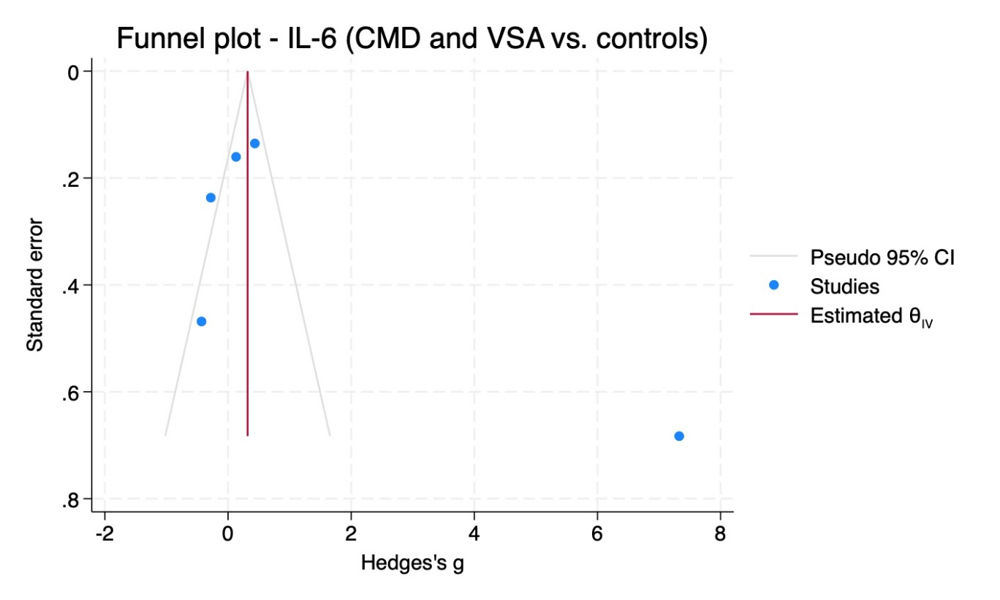 Funnel plot - IL-6 (CMD and VSA vs. controls)
0
.2
.4
.6
.8
Standard error
-2 0 2 4 6 8
Hedges's g
Pseudo 95% CI
Studies
Estimated θIV